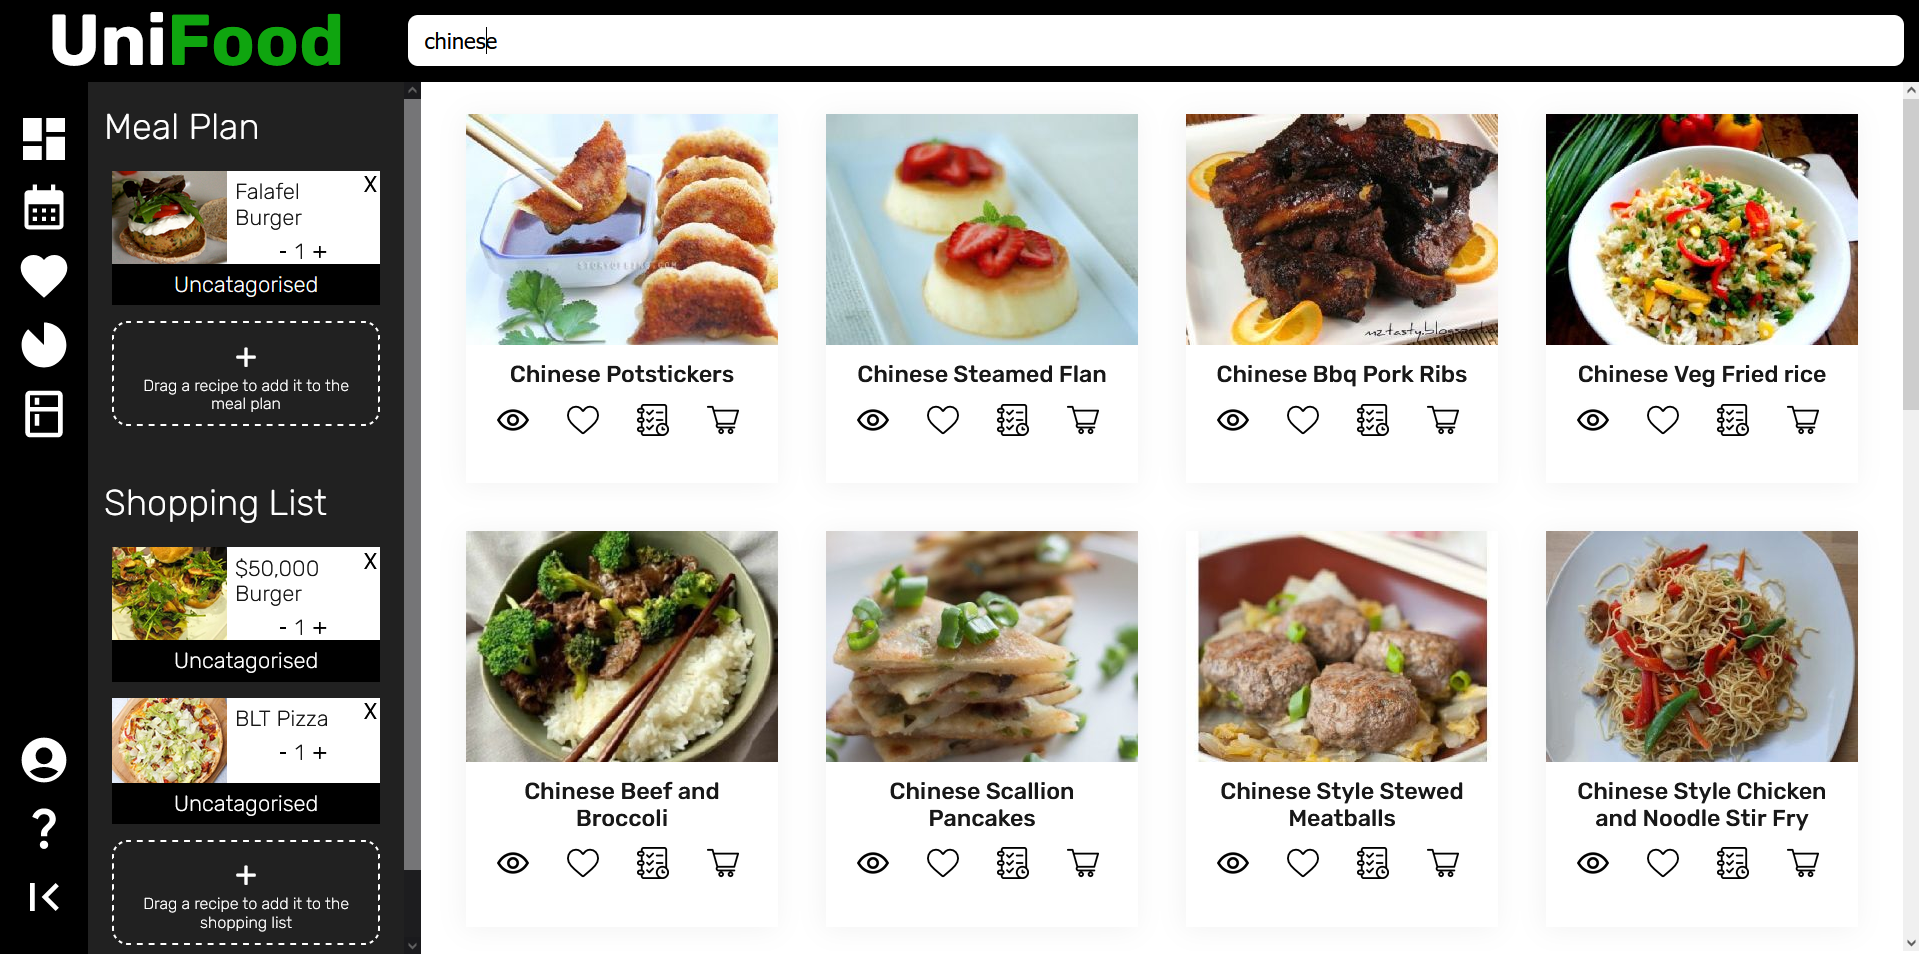 UniFood
chinese
Meal Plan
Falafel
Burger
X
- 1 +
Uncatagorised
+
Drag a recipe to add it to the
meal plan
Shopping List
$50,000
Burger
X
- 1 +
Uncatagorised
BLT Pizza
X
- 1 +
Uncatagorised
+
Drag a recipe to add it to the
shopping list
Chinese Potstickers
Chinese Steamed Flan
mztasty.blogspot
Chinese Bbq Pork Ribs
Chinese Veg Fried rice
Chinese Beef and
Broccoli
Chinese Scallion
Pancakes
Chinese Style Stewed
Meatballs
Chinese Style Chicken
and Noodle Stir Fry